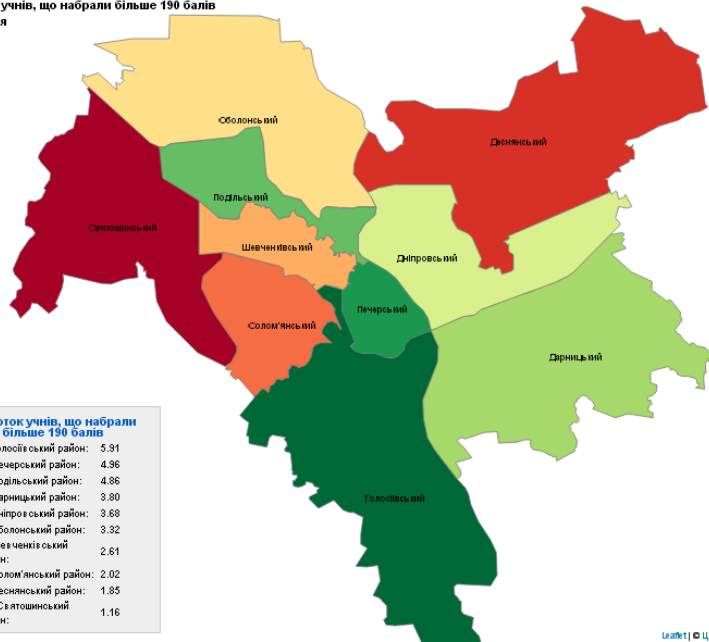 учнів, що набрали більше 190 балів
я
Оболонський
Деснянський
Подільський
Святошинський
Шевченківський
Дніпровський
Печерський
Солом'янський
Дарницький
Голосіївський
оток учнів, що набрали
більше 190 балів
олосіївський район: 5.91
ечерський район: 4.96
одільський район: 4.86
арницький район: 3.80
ніпровський район: 3.68
болонський район: 3.32
евченківський
н: 2.61
олом'янський район: 2.02
еснянський район: 1.85
Святошинський
н: 1.16
Leaflet | © Ц